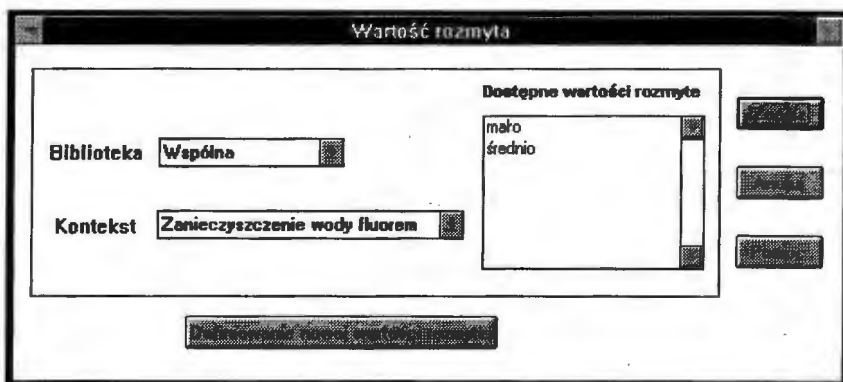 Wartość rozmyta
Dostępne wartości rozmyte
mało
średnio
Biblioteka Wspólna
Kontekst Zanieczyszczenie wody fluorem